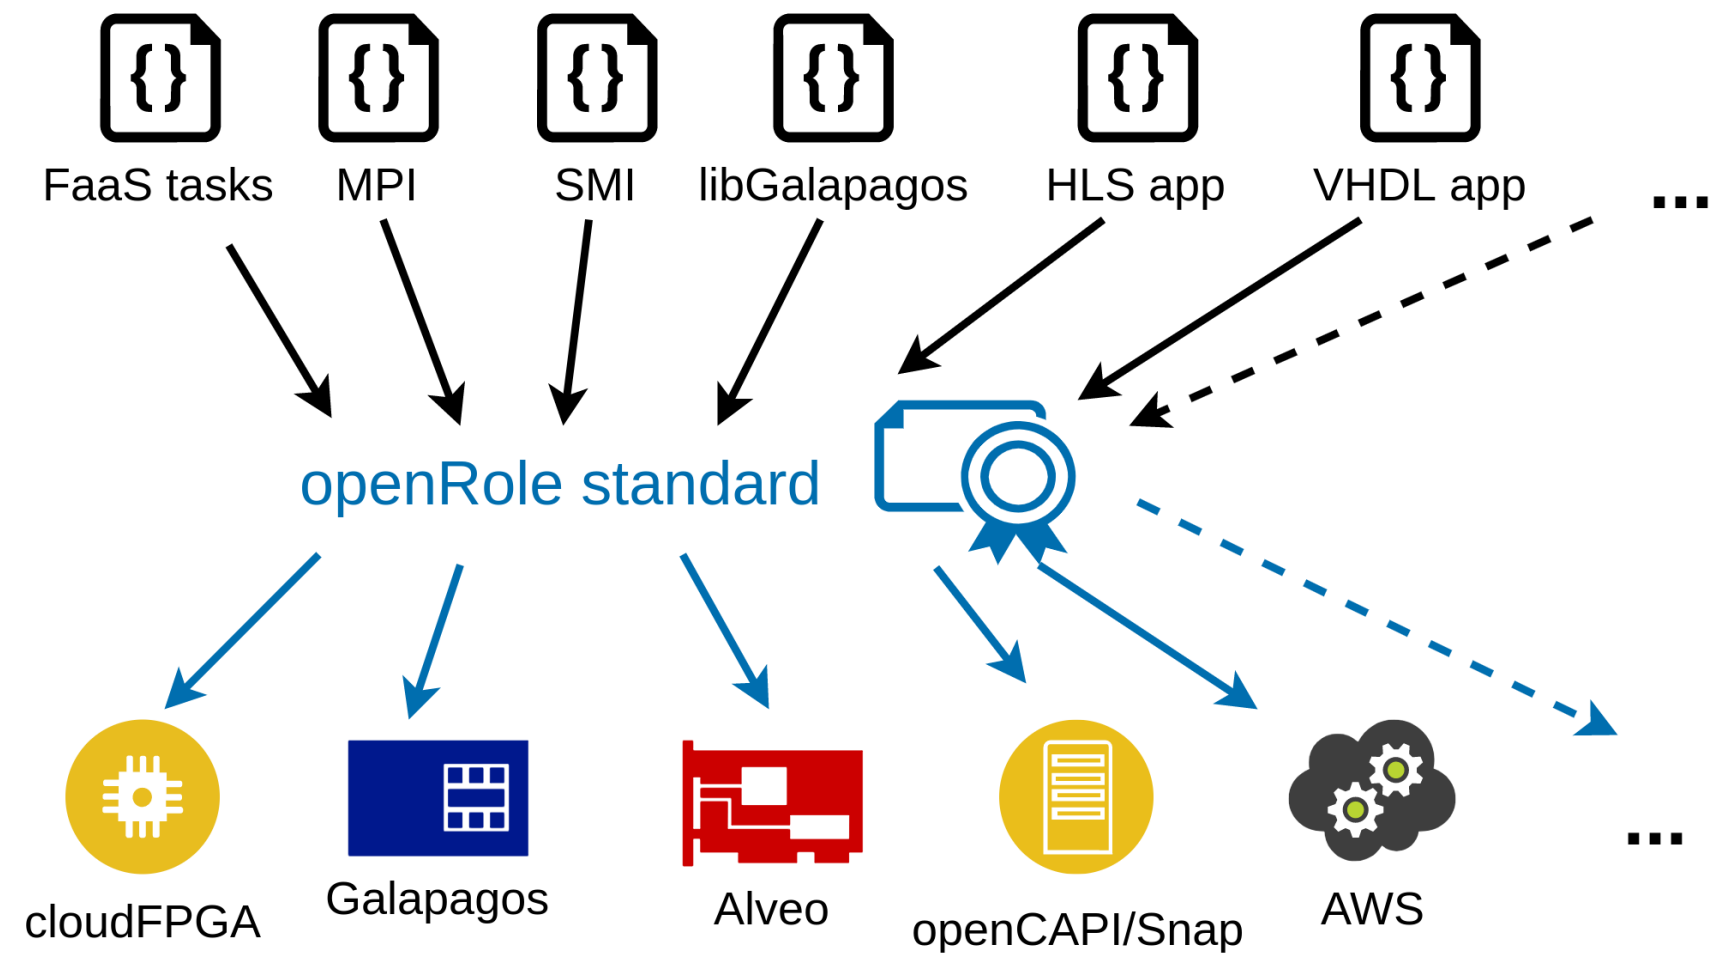 {} {} {} {} {} {}
FaaS tasks MPI SMI libGalapagos HLS app VHDL app ...
openRole standard
cloudFPGA Galapagos Alveo openCAPI/Snap AWS ...